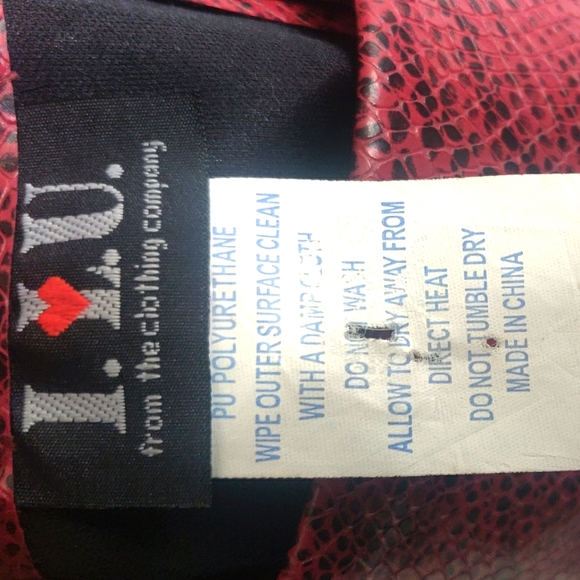 I.L.U.
from the clothing company
PU POLYURETHANE
WIPE OUTER SURFACE CLEAN
WITH A DAMP CLOTH
DO NOT WASH
ALLOW TO DRY AWAY FROM
DIRECT HEAT
DO NOT TUMBLE DRY
MADE IN CHINA